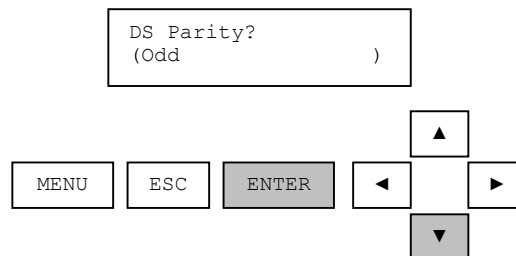 DS Parity?
(Odd )
▲
MENU ESC ENTER ◄ ►
▼